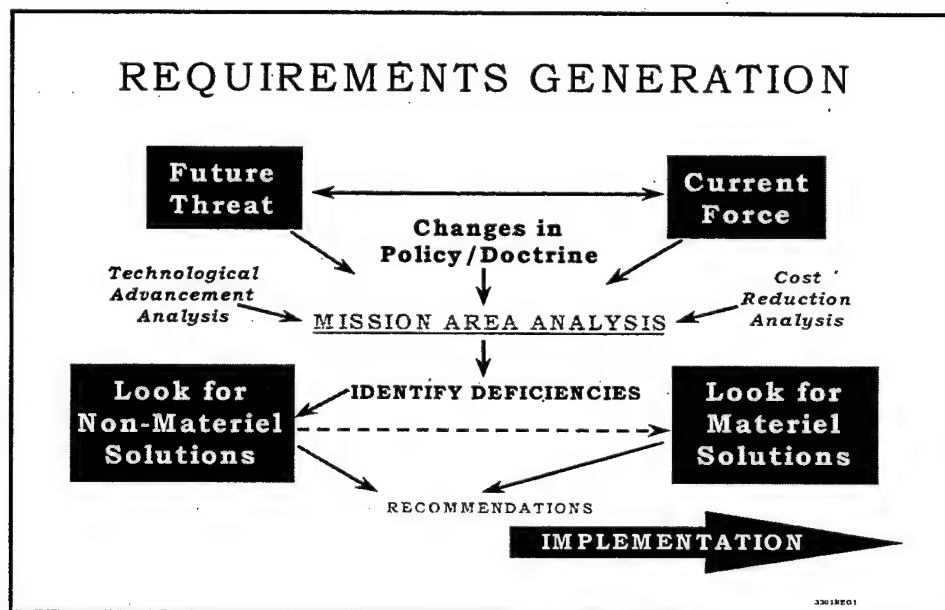 REQUIREMENTS GENERATION
Future
Threat
Current
Force
Changes in
Policy/Doctrine
Technological
Advancement
Analysis
Cost
Reduction
Analysis
MISSION AREA ANALYSIS
Look for
Non-Materiel
Solutions
IDENTIFY DEFICIENCIES
Look for
Materiel
Solutions
RECOMMENDATIONS
IMPLEMENTATION